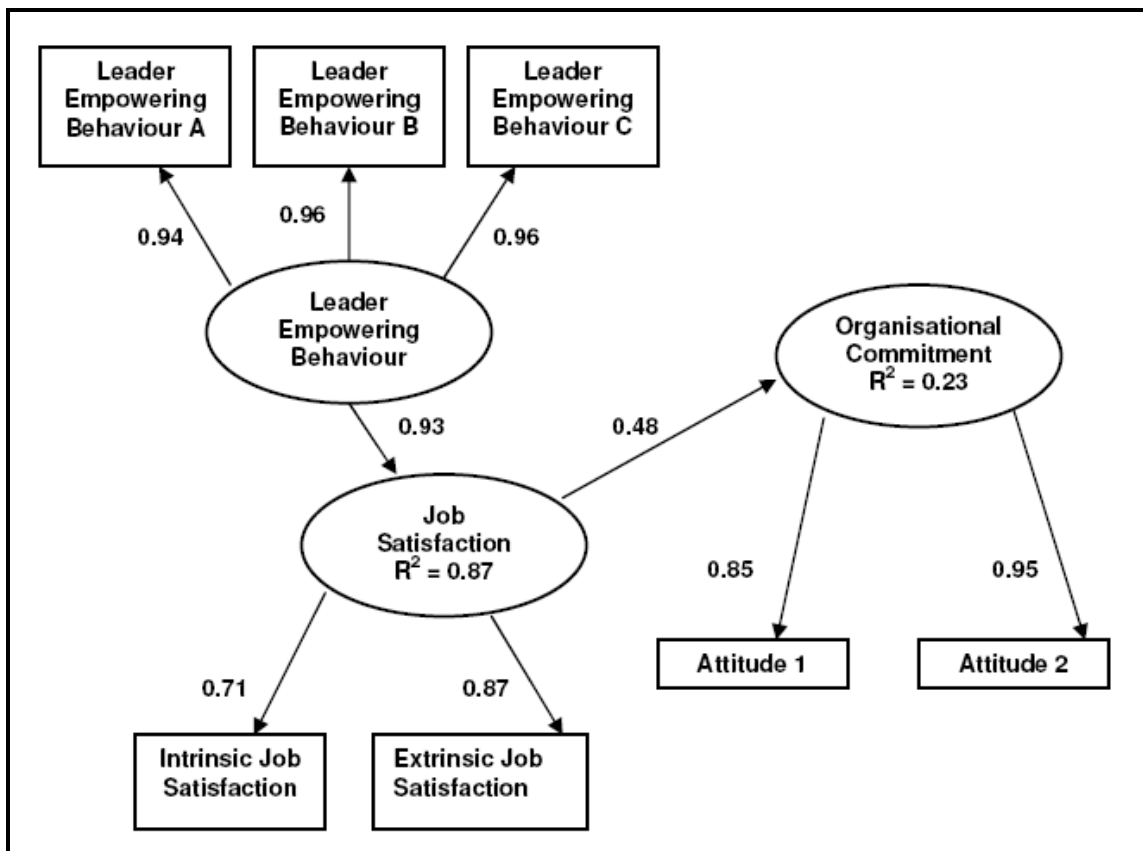 Leader
Empowering
Behaviour A
Leader
Empowering
Behaviour B
Leader
Empowering
Behaviour C
0.94
0.96
0.96
Leader
Empowering
Behaviour
Organisational
Commitment
R² = 0.23
0.93
0.48
Job
Satisfaction
R² = 0.87
0.85
0.95
Attitude 1
Attitude 2
0.71
0.87
Intrinsic Job
Satisfaction
Extrinsic Job
Satisfaction